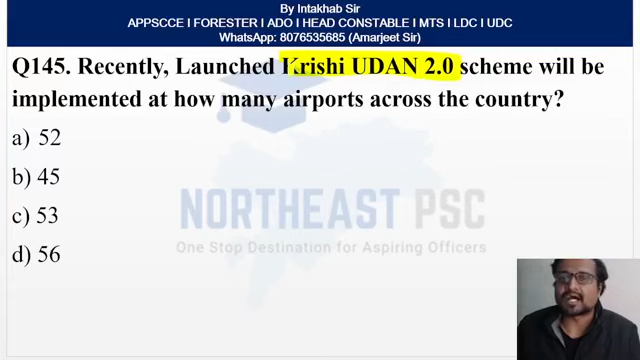 By Intakhab Sir
APPSCCE I FORESTER I ADO I HEAD CONSTABLE I MTS I LDC I UDC
WhatsApp: 8076535685 (Amarjeet Sir)
Q145. Recently, Launched Krishi UDAN 2.0 scheme will be
implemented at how many airports across the country?
a) 52
b) 45
c) 53
d) 56
NORTHEAST PSC
One Stop Destination for Aspiring Officers